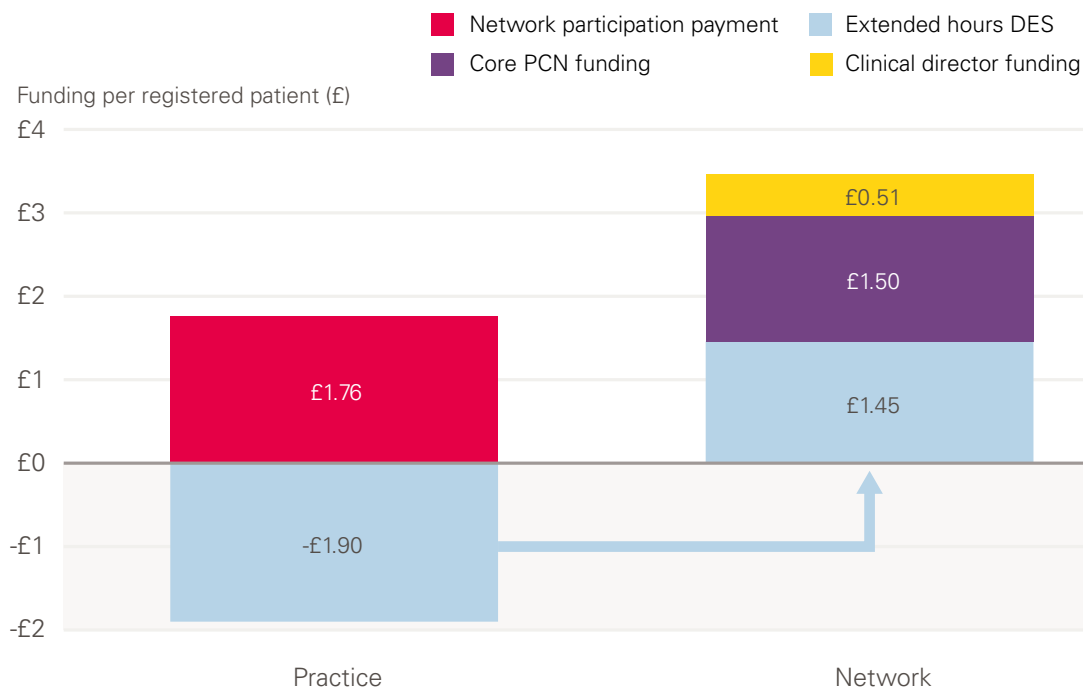 Network participation payment
Extended hours DES
Core PCN funding
Clinical director funding
Funding per registered patient (£)
£4
£3
£2
£1
£0
-£1
-£2
£1.76
-£1.90
£0.51
£1.50
£1.45
Practice
Network